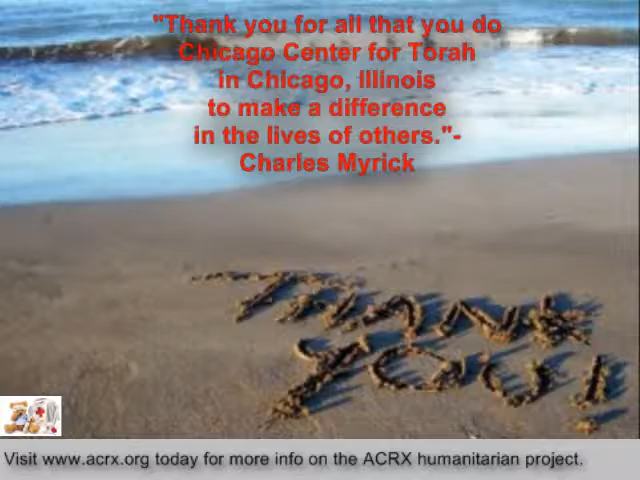 "Thank you for all that you do
Chicago Center for Torah
in Chicago, Illinois
to make a difference
in the lives of others."-
Charles Myrick
THANK
YOU!
Visit www.acrx.org today for more info on the ACRX humanitarian project.